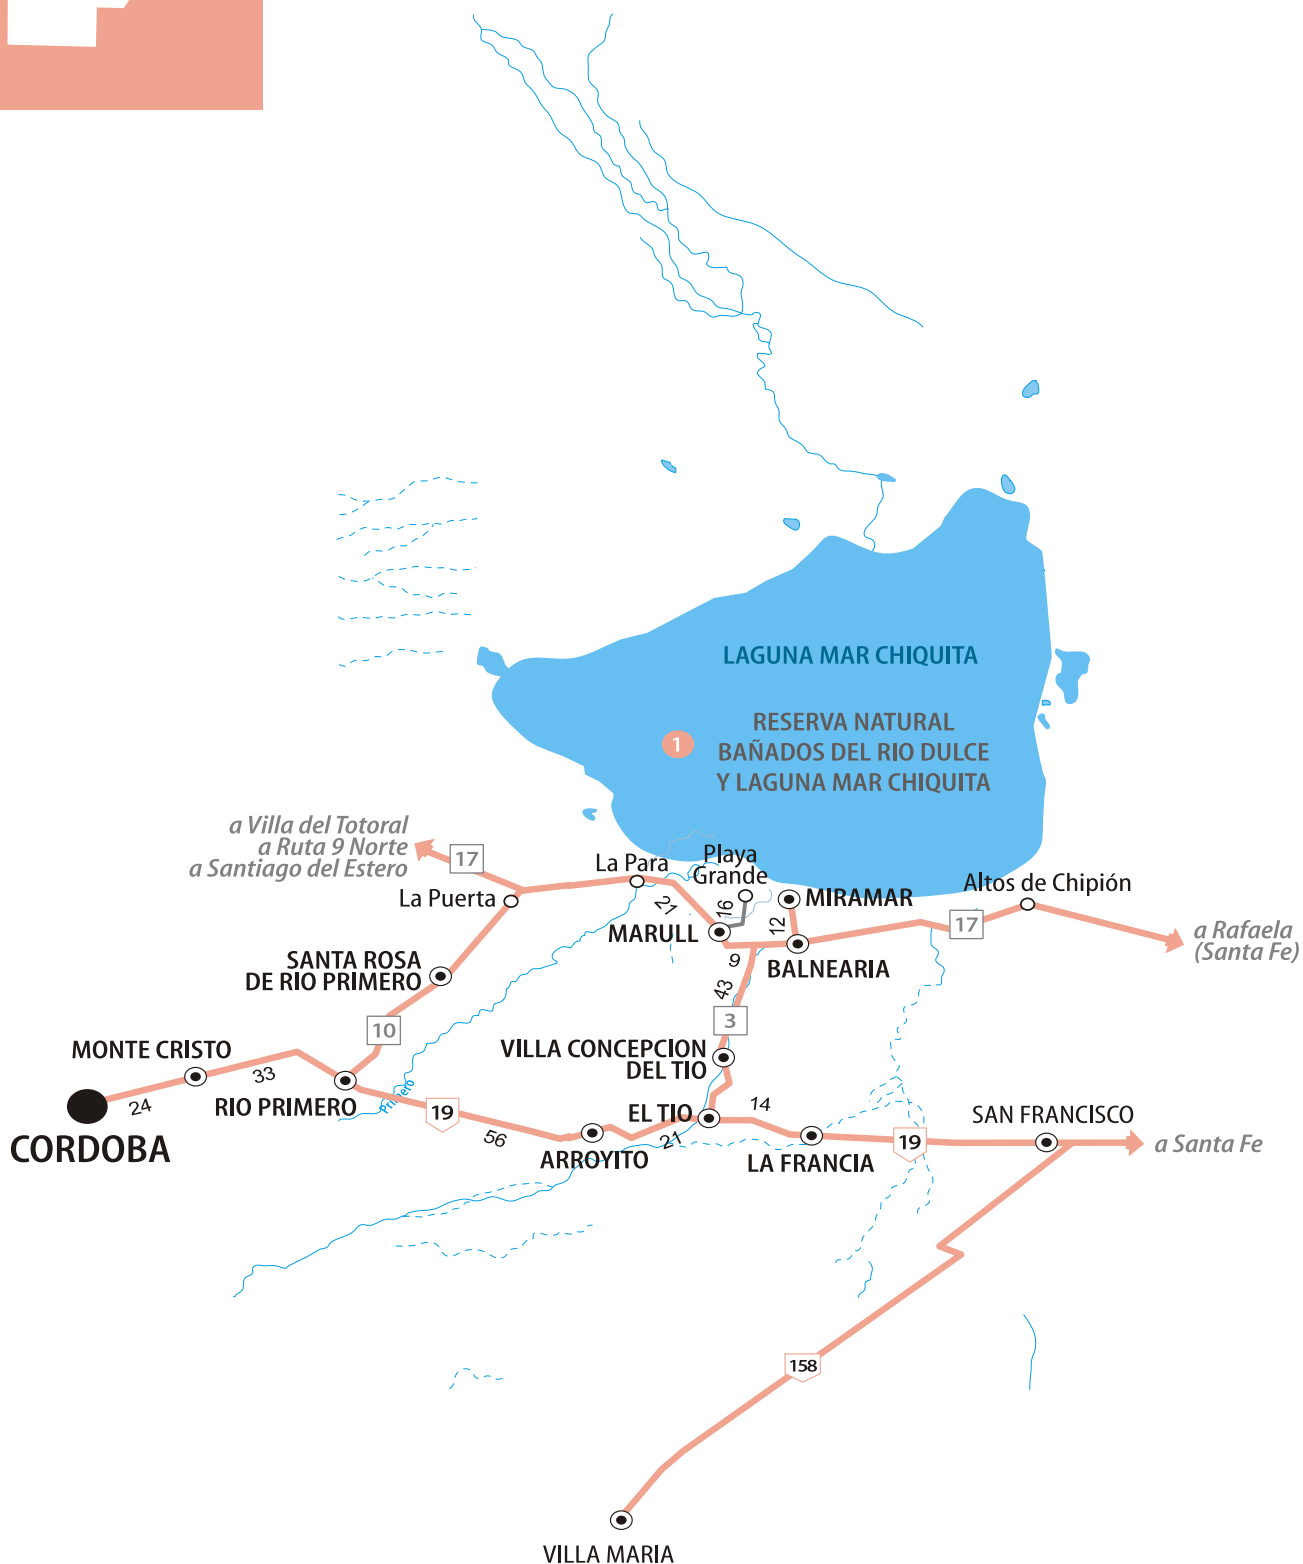 LAGUNA MAR CHIQUITA
RESERVA NATURAL
BAÑADOS DEL RIO DULCE
Y LAGUNA MAR CHIQUITA
1
a Villa del Totoral
a Ruta 9 Norte
a Santiago del Estero
17
La Para
Playa
Grande
La Puerta
21
16
MIRAMAR
Altos de Chipión
MARULL
12
17
a Rafaela
(Santa Fe)
9
BALNEARIA
SANTA ROSA
DE RIO PRIMERO
43
10
3
MONTE CRISTO
33
VILLA CONCEPCION
DEL TIO
24
RIO PRIMERO
Primero
19
EL TIO
14
SAN FRANCISCO
CORDOBA
56
21
19
a Santa Fe
ARROYITO
LA FRANCIA
158
VILLA MARIA